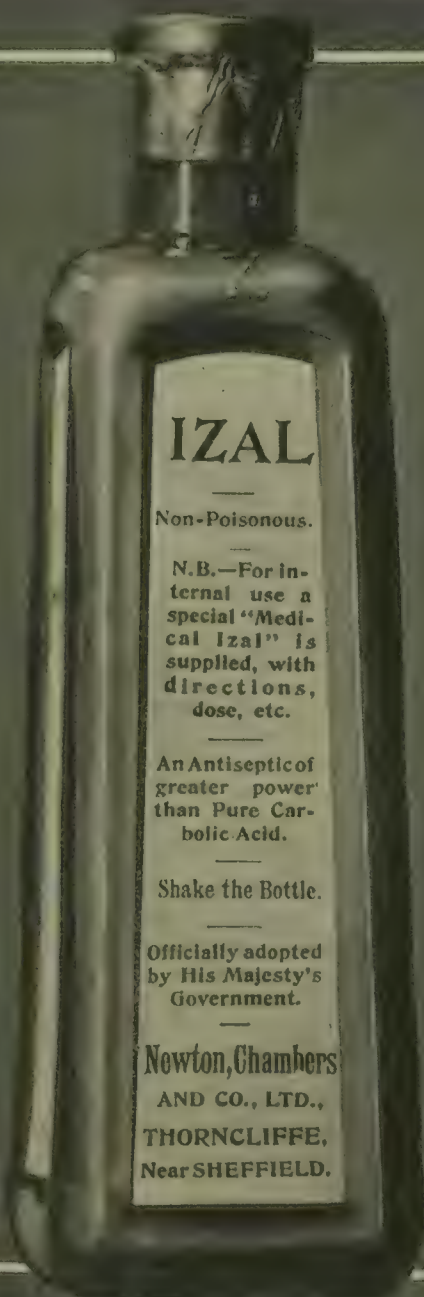 IZAL
Non-Poisonous.
N.B.—For in-
ternal use a
special "Medi-
cal Izal" is
supplied, with
directions,
dose, etc.
An Antiseptic of
greater power
than Pure Car-
bolic Acid.
Shake the Bottle.
Officially adopted
by His Majesty's
Government.
Newton, Chambers
AND CO., LTD.,
THORNCLIFFE,
Near SHEFFIELD.